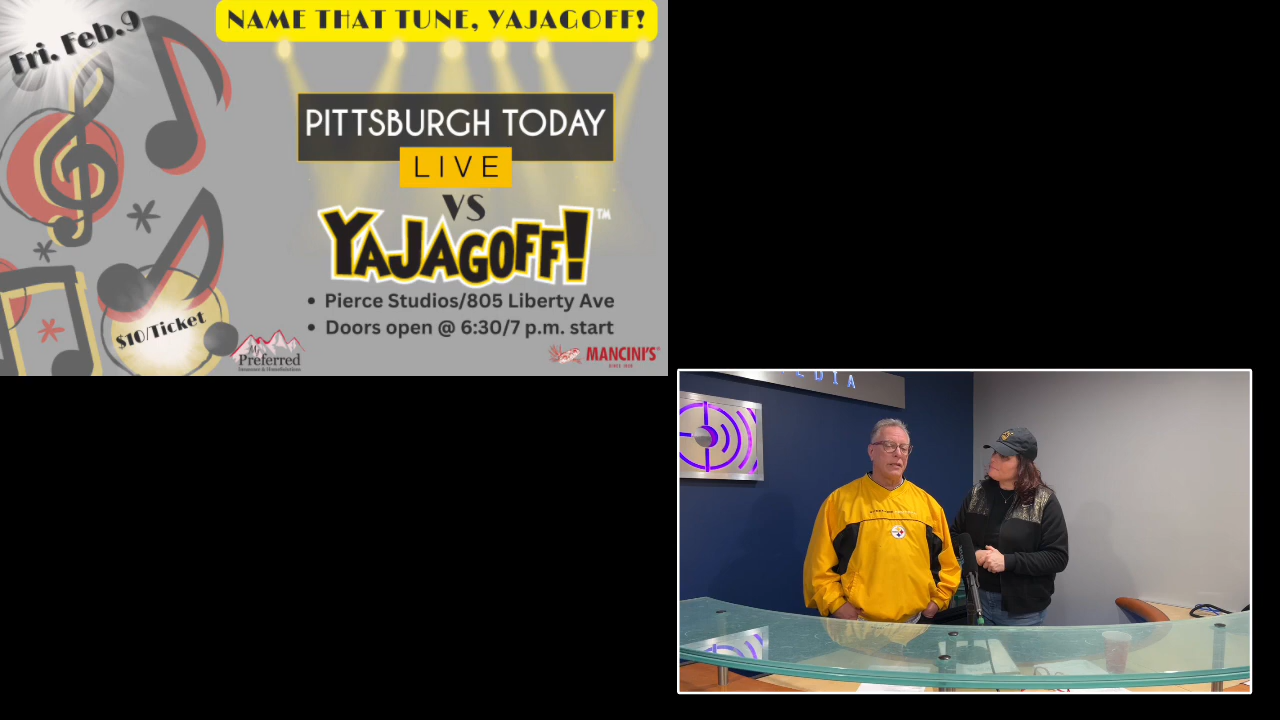 Fri. Feb.9
NAME THAT TUNE, YAJAGOFF!
PITTSBURGH TODAY
LIVE
VS
YAJAGOFF!™
• Pierce Studios/805 Liberty Ave
• Doors open @ 6:30/7 p.m. start
$10/Ticket
Preferred
MANCINI'S
EDIA